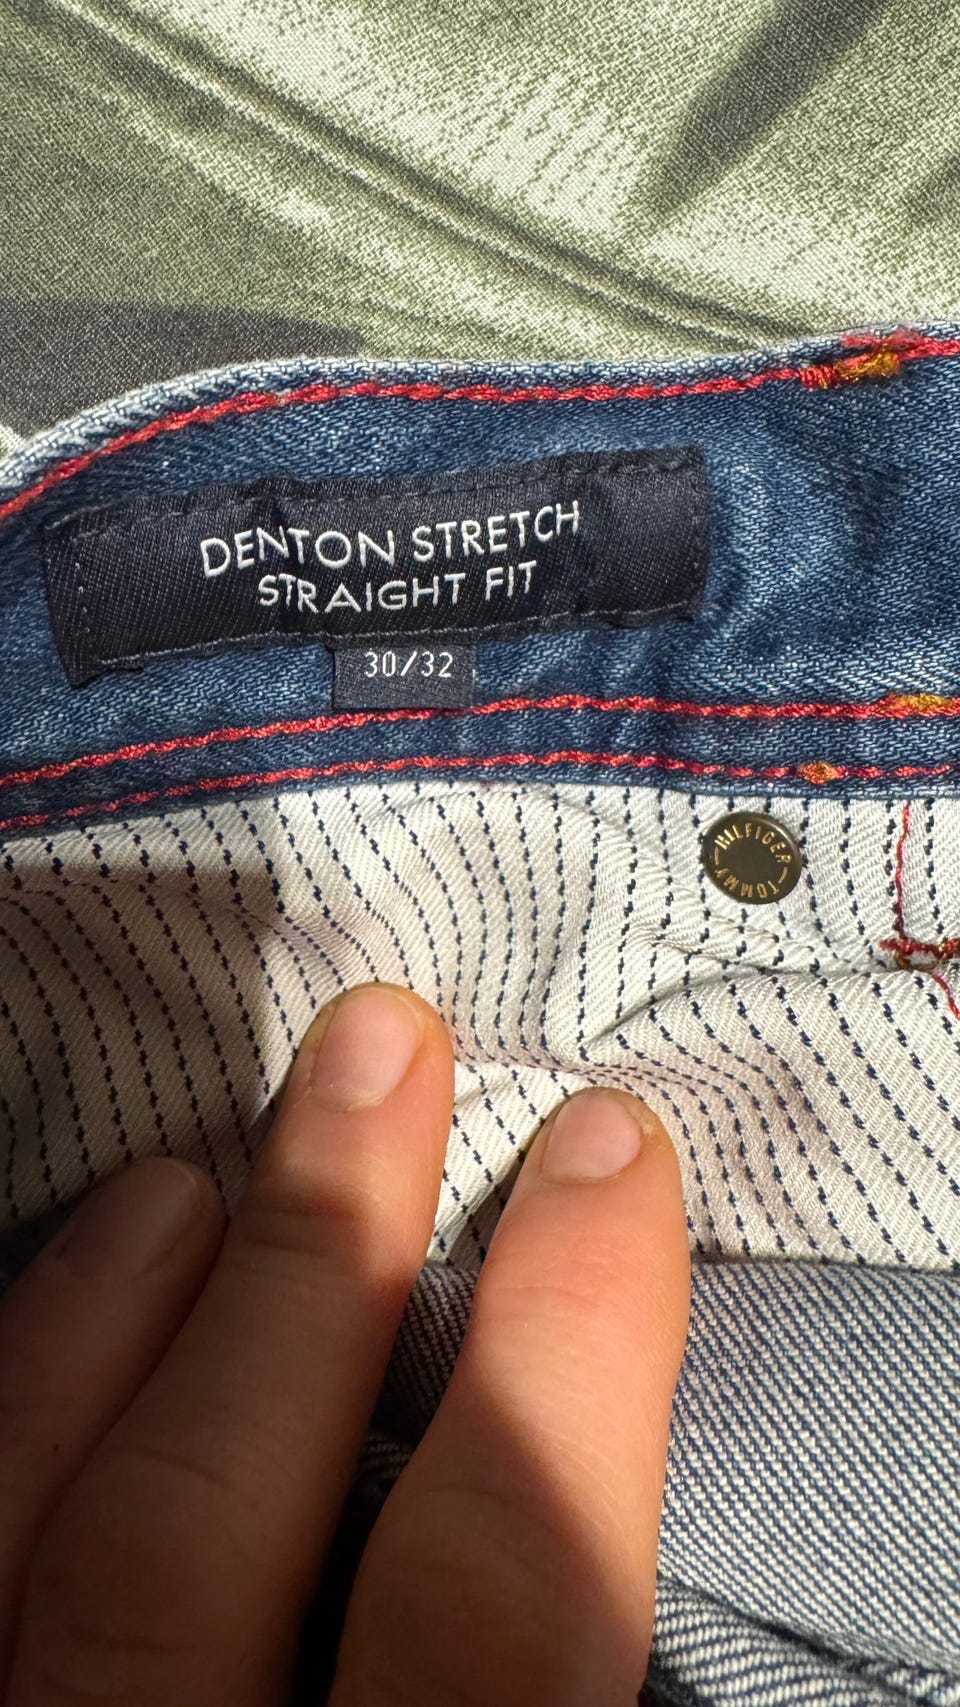 DENTON STRETCH
STRAIGHT FIT
30/32
TOMMY HILFIGER